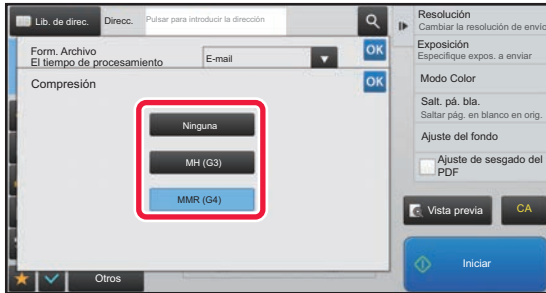 Lib. de direc.
Direcc.
Pulsar para introducir la dirección
Form. Archivo
El tiempo de procesamiento
E-mail
OK
Compresión
OK
Ninguna
MH (G3)
MMR (G4)
Otros
Resolución
Cambiar la resolución de envío
Exposición
Especifique expos. a enviar
Modo Color
Salt. pá. bla.
Saltar pág. en blanco en orig.
Ajuste del fondo
Ajuste de sesgado del
PDF
Vista previa
CA
Iniciar